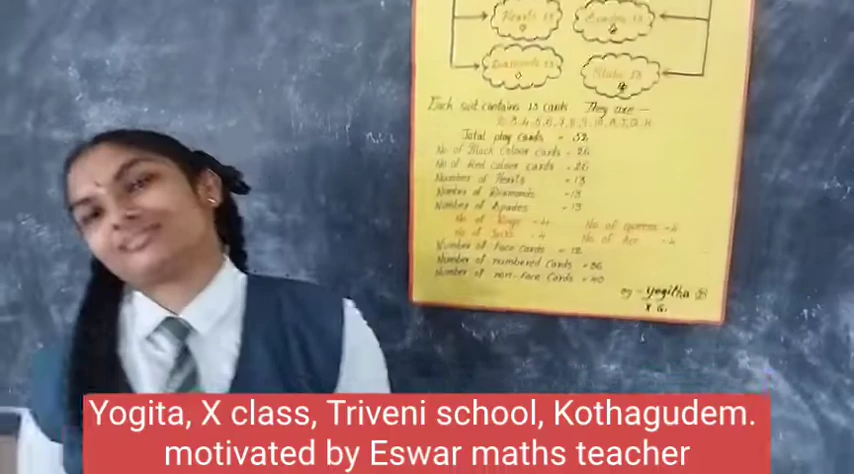 Hearts 13
Spades 13
Diamonds 13
Each suit contains 13 cards They are —
Total play cards = 52
No of Black colour cards = 26
No of Red colour cards = 26
Number of Hearts = 13
Number of Diamonds = 13
Number of Spades = 13
No of Kings = 4 No. of queens = 4
No of Jacks = 4 No of Ace = 4
Number of Face cards = 12
Number of numbered cards = 36
Number of non-face Cards = 40
by - Yogitha
X
Yogita, X class, Triveni school, Kothagudem.
motivated by Eswar maths teacher